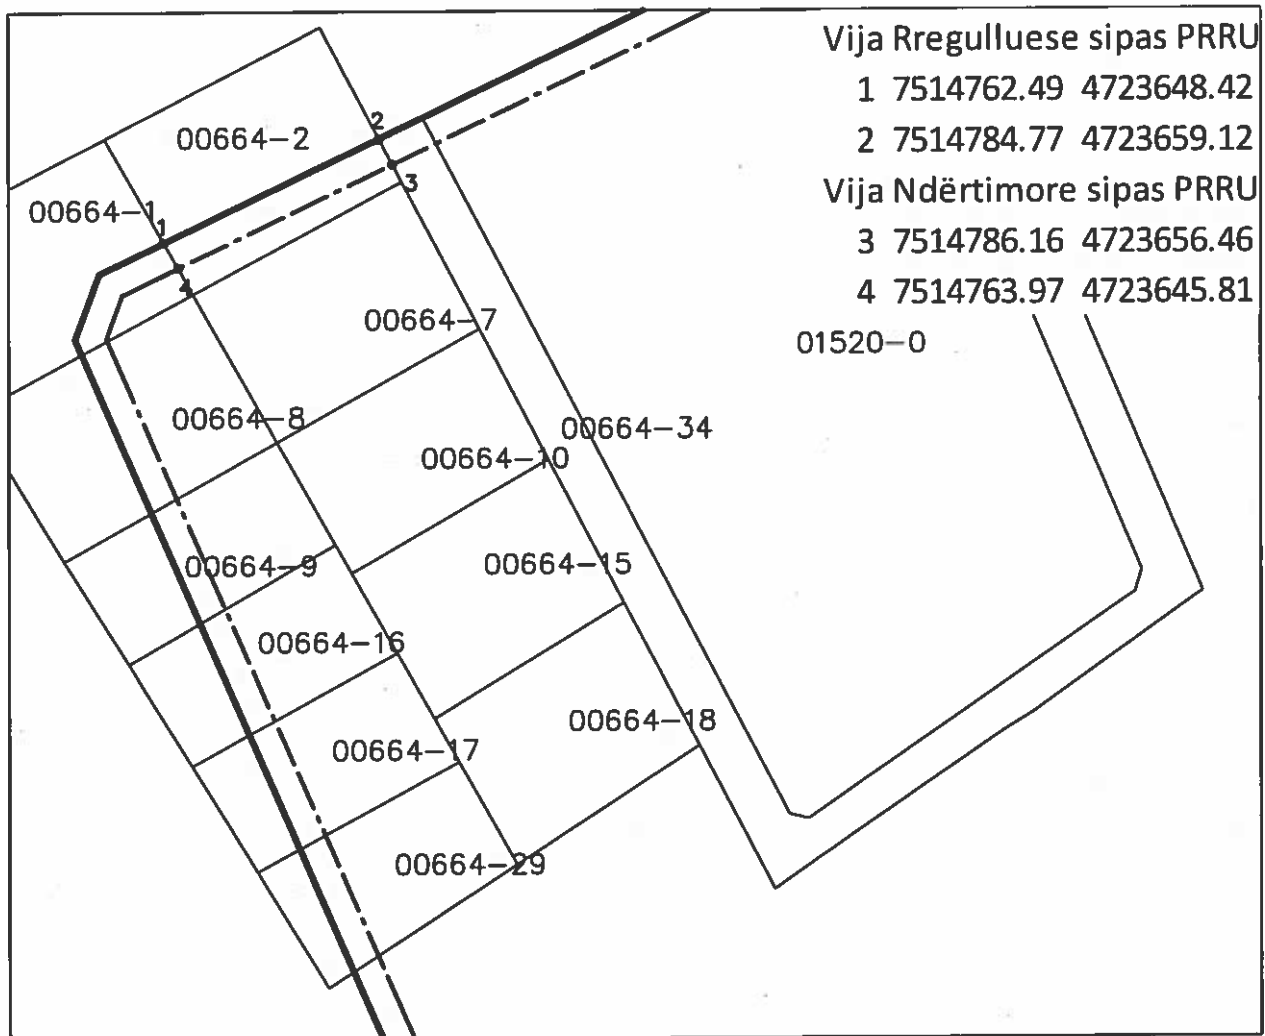 Vija Rregulluese sipas PRRU
1 7514762.49 4723648.42
2 7514784.77 4723659.12
Vija Ndërtimore sipas PRRU
3 7514786.16 4723656.46
4 7514763.97 4723645.81
2
00664-2
3
00664-1
1
4
00664-7
01520-0
00664-8
00664-34
00664-10
00664-9
00664-15
00664-16
00664-18
00664-17
00664-29